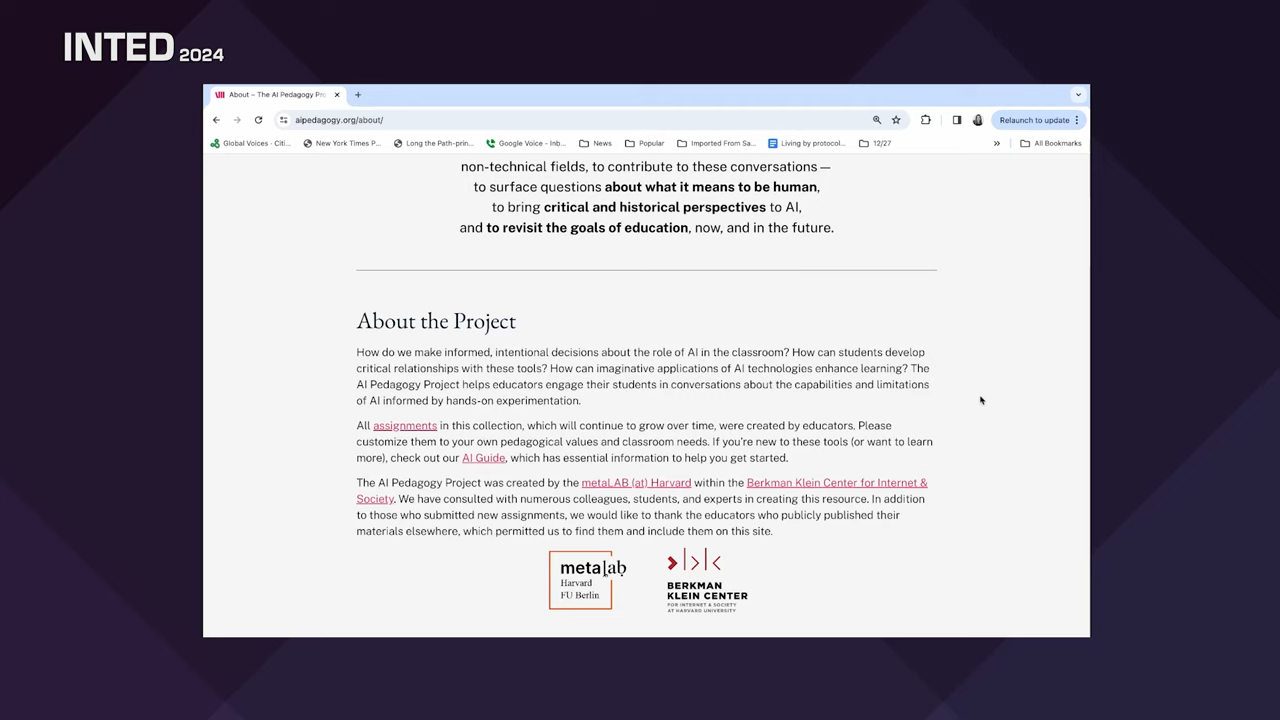 INTED 2024
About – The AI Pedagogy Pro
aipedagogy.org/about/
Relaunch to update
Global Voices - Citi...
New York Times P...
Long the Path-prin...
Google Voice - Inb...
News
Popular
Imported From Sa...
Living by protocol...
12/27
»
All Bookmarks
non-technical fields, to contribute to these conversations —
to surface questions about what it means to be human,
to bring critical and historical perspectives to AI,
and to revisit the goals of education, now, and in the future.
About the Project
How do we make informed, intentional decisions about the role of AI in the classroom? How can students develop
critical relationships with these tools? How can imaginative applications of AI technologies enhance learning? The
AI Pedagogy Project helps educators engage their students in conversations about the capabilities and limitations
of AI informed by hands-on experimentation.
All assignments in this collection, which will continue to grow over time, were created by educators. Please
customize them to your own pedagogical values and classroom needs. If you're new to these tools (or want to learn
more), check out our AI Guide, which has essential information to help you get started.
The AI Pedagogy Project was created by the metaLAB (at) Harvard within the Berkman Klein Center for Internet &
Society. We have consulted with numerous colleagues, students, and experts in creating this resource. In addition
to those who submitted new assignments, we would like to thank the educators who publicly published their
materials elsewhere, which permitted us to find them and include them on this site.
metalab
Harvard
FU Berlin
BERKMAN
KLEIN CENTER
FOR INTERNET & SOCIETY
AT HARVARD UNIVERSITY